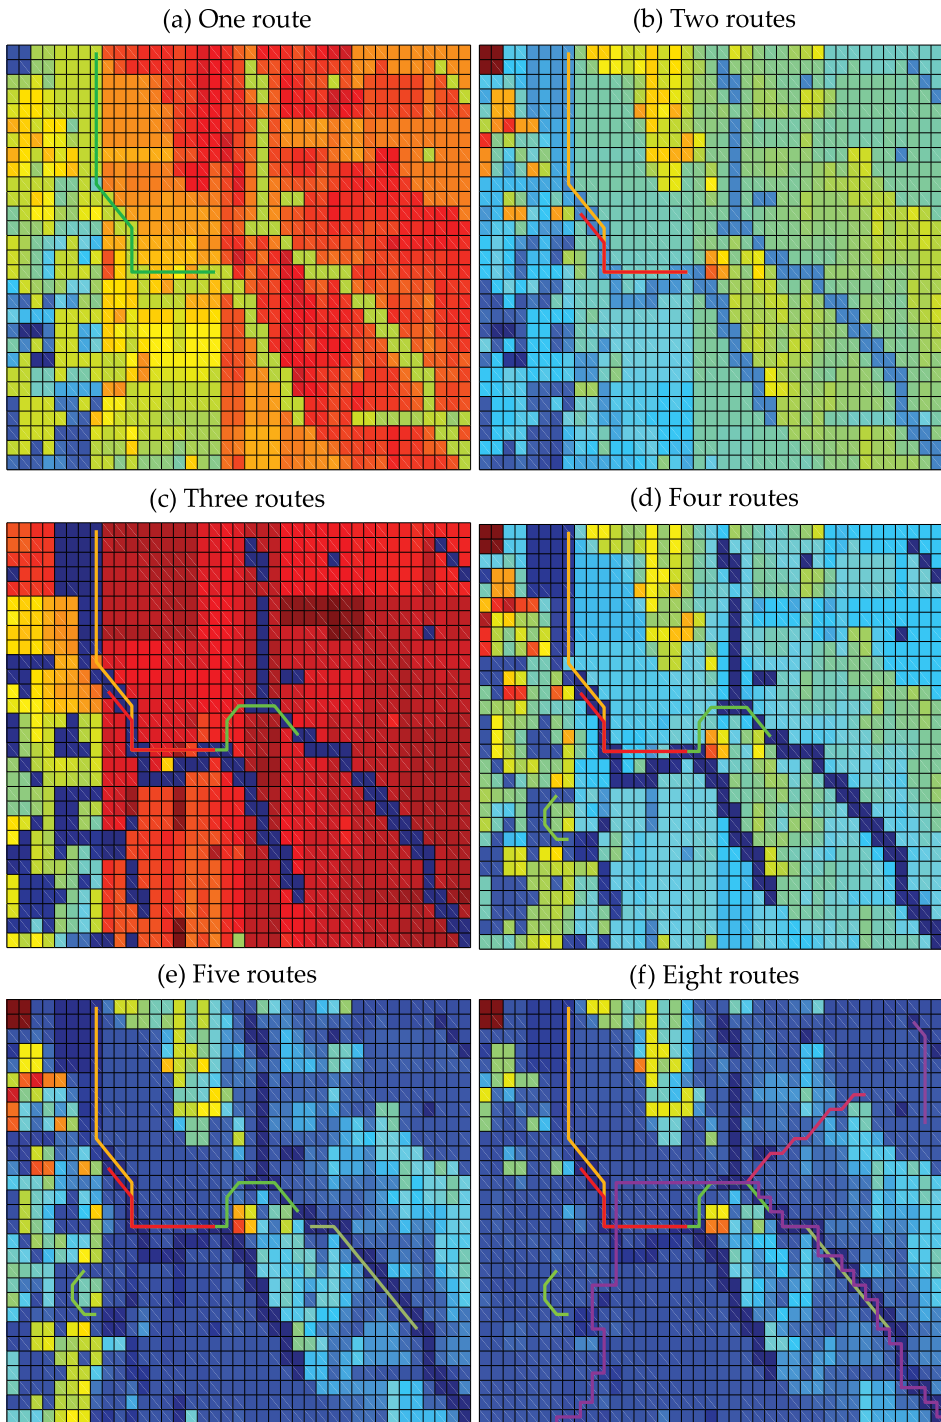 (a) One route
(b) Two routes
(c) Three routes
(d) Four routes
(e) Five routes
(f) Eight routes